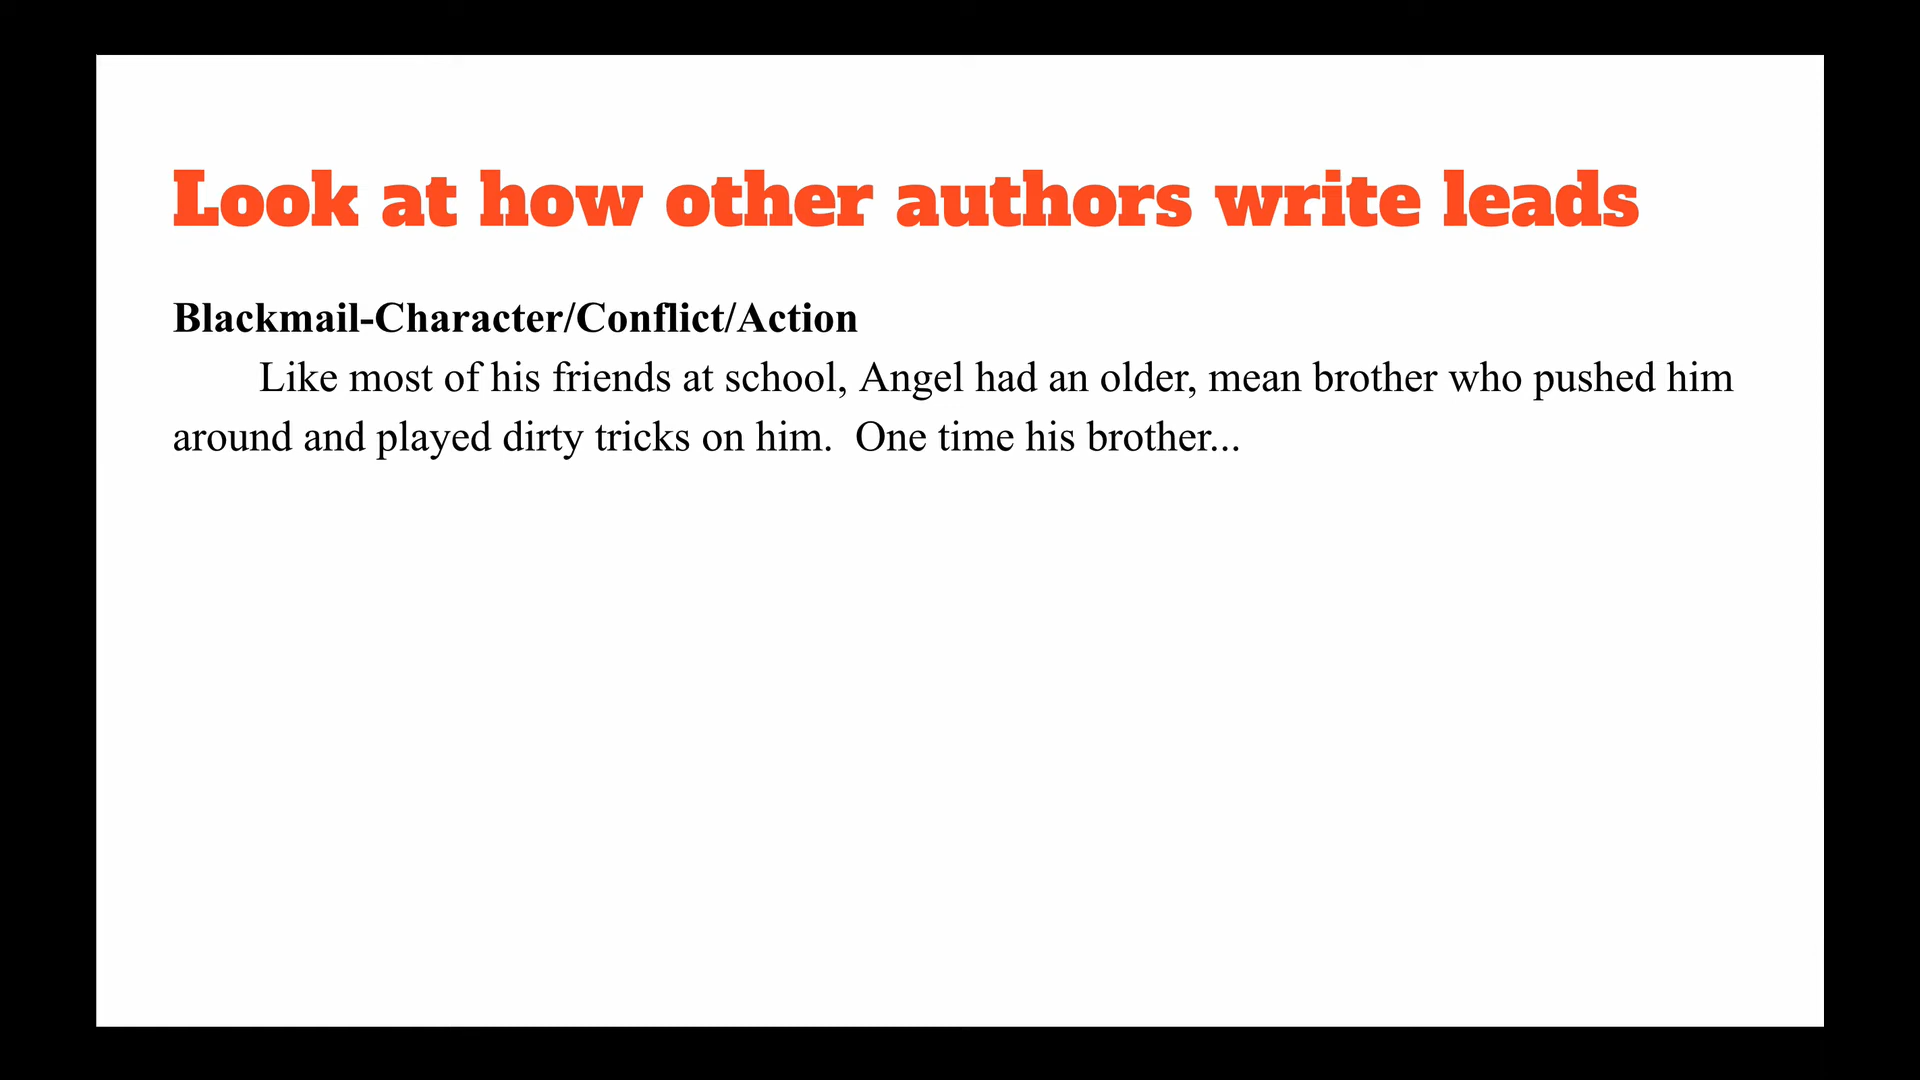 Look at how other authors write leads
Blackmail-Character/Conflict/Action
Like most of his friends at school, Angel had an older, mean brother who pushed him
around and played dirty tricks on him.  One time his brother...